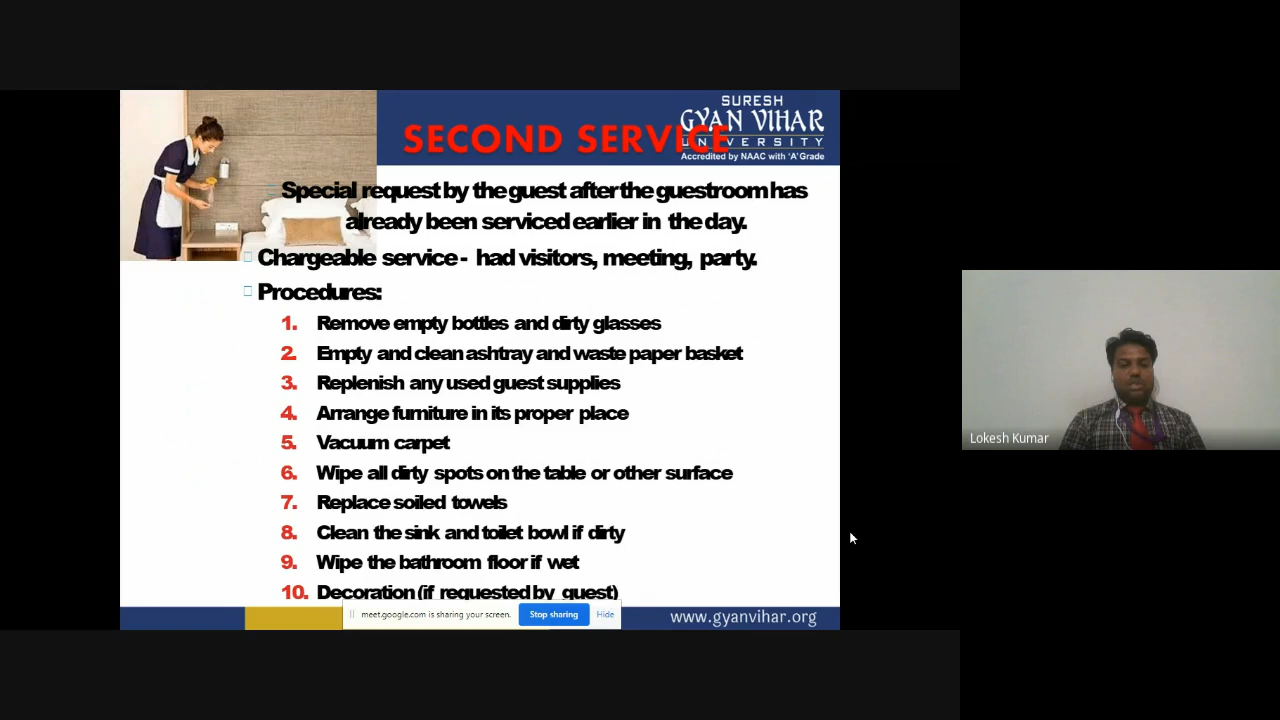 SURESH
GYAN VIHAR
UNIVERSITY
Accredited by NAAC with 'A' Grade
SECOND SERVICE
Special request by the guest after the guestroom has
already been serviced earlier in the day.
Chargeable service - had visitors, meeting, party.
Procedures:
1. Remove empty bottles and dirty glasses
2. Empty and clean ashtray and waste paper basket
3. Replenish any used guest supplies
4. Arrange furniture in its proper place
5. Vacuum carpet
6. Wipe all dirty spots on the table or other surface
7. Replace soiled towels
8. Clean the sink and toilet bowl if dirty
9. Wipe the bathroom floor if wet
10. Decoration (if requested by guest)
meet.google.com is sharing your screen. Stop sharing Hide
www.gyanvihar.org
Lokesh Kumar